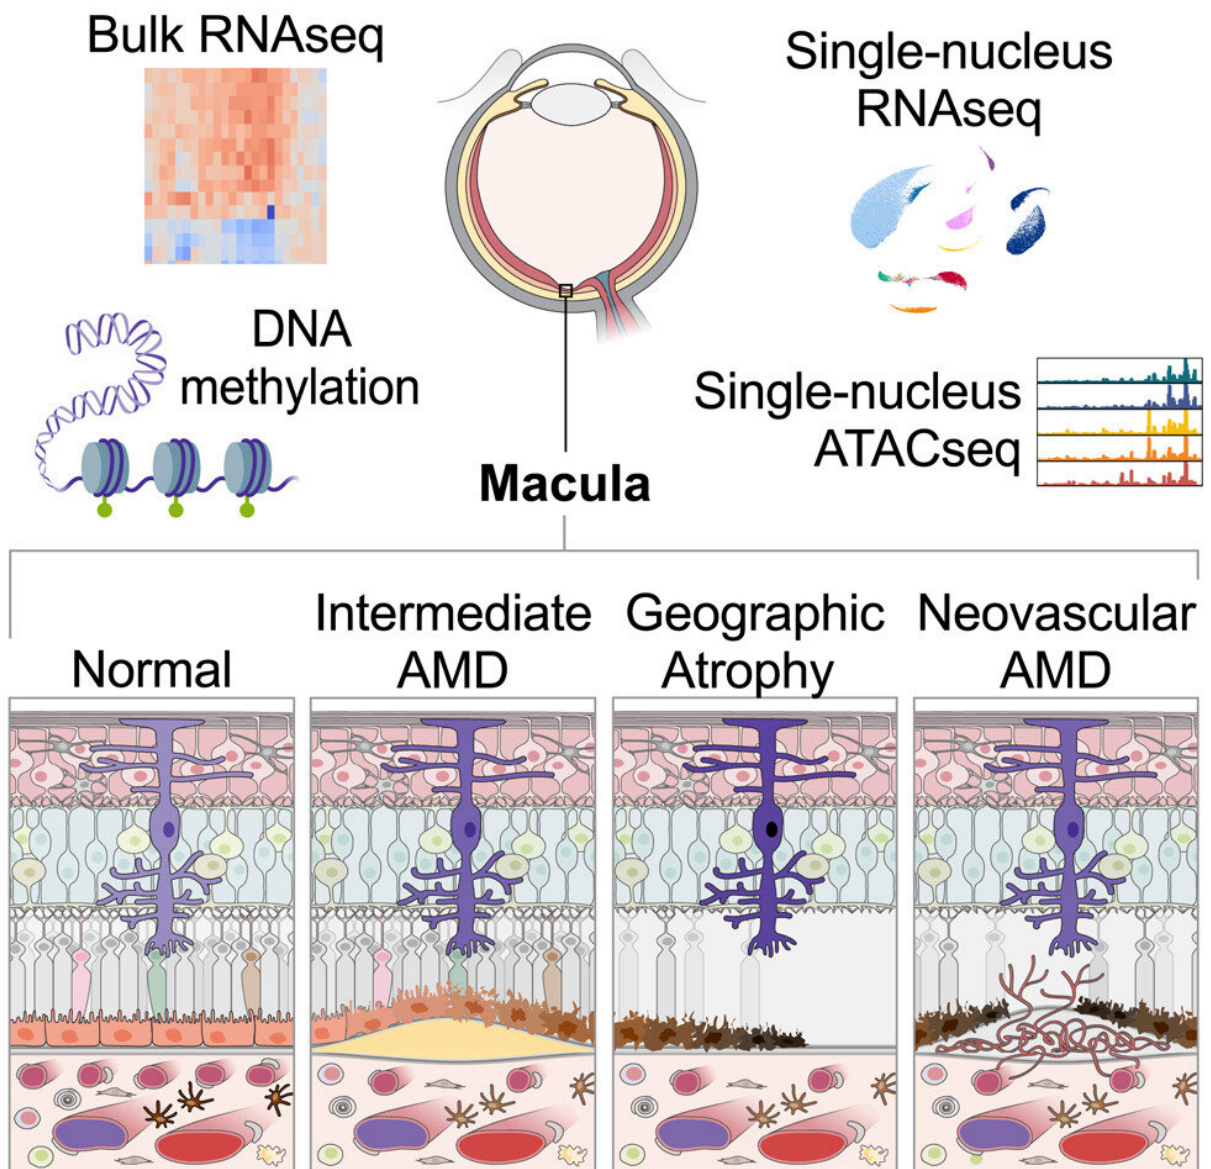 Bulk RNAseq
Single-nucleus
RNAseq
DNA
methylation
Single-nucleus
ATACseq
Macula
Normal
Intermediate
AMD
Geographic
Atrophy
Neovascular
AMD